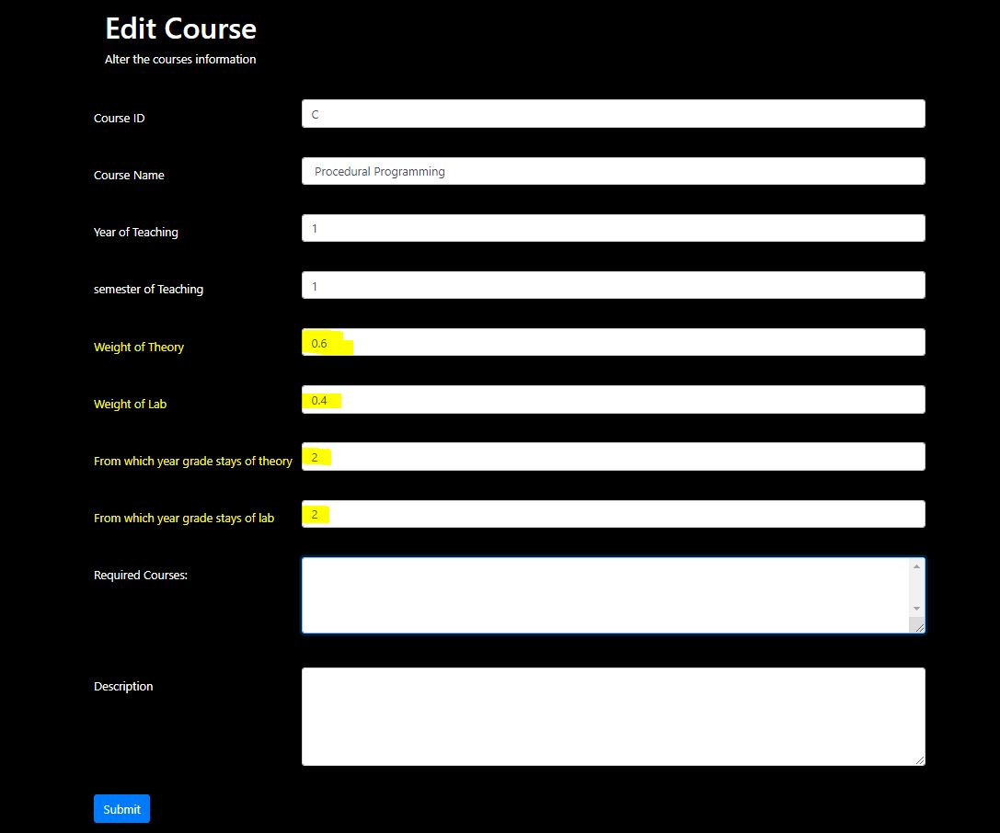 Edit Course
Alter the courses information
Course ID
C
Course Name
Procedural Programming
Year of Teaching
1
semester of Teaching
1
Weight of Theory
0.6
Weight of Lab
0.4
From which year grade stays of theory
2
From which year grade stays of lab
2
Required Courses:
Description
Submit